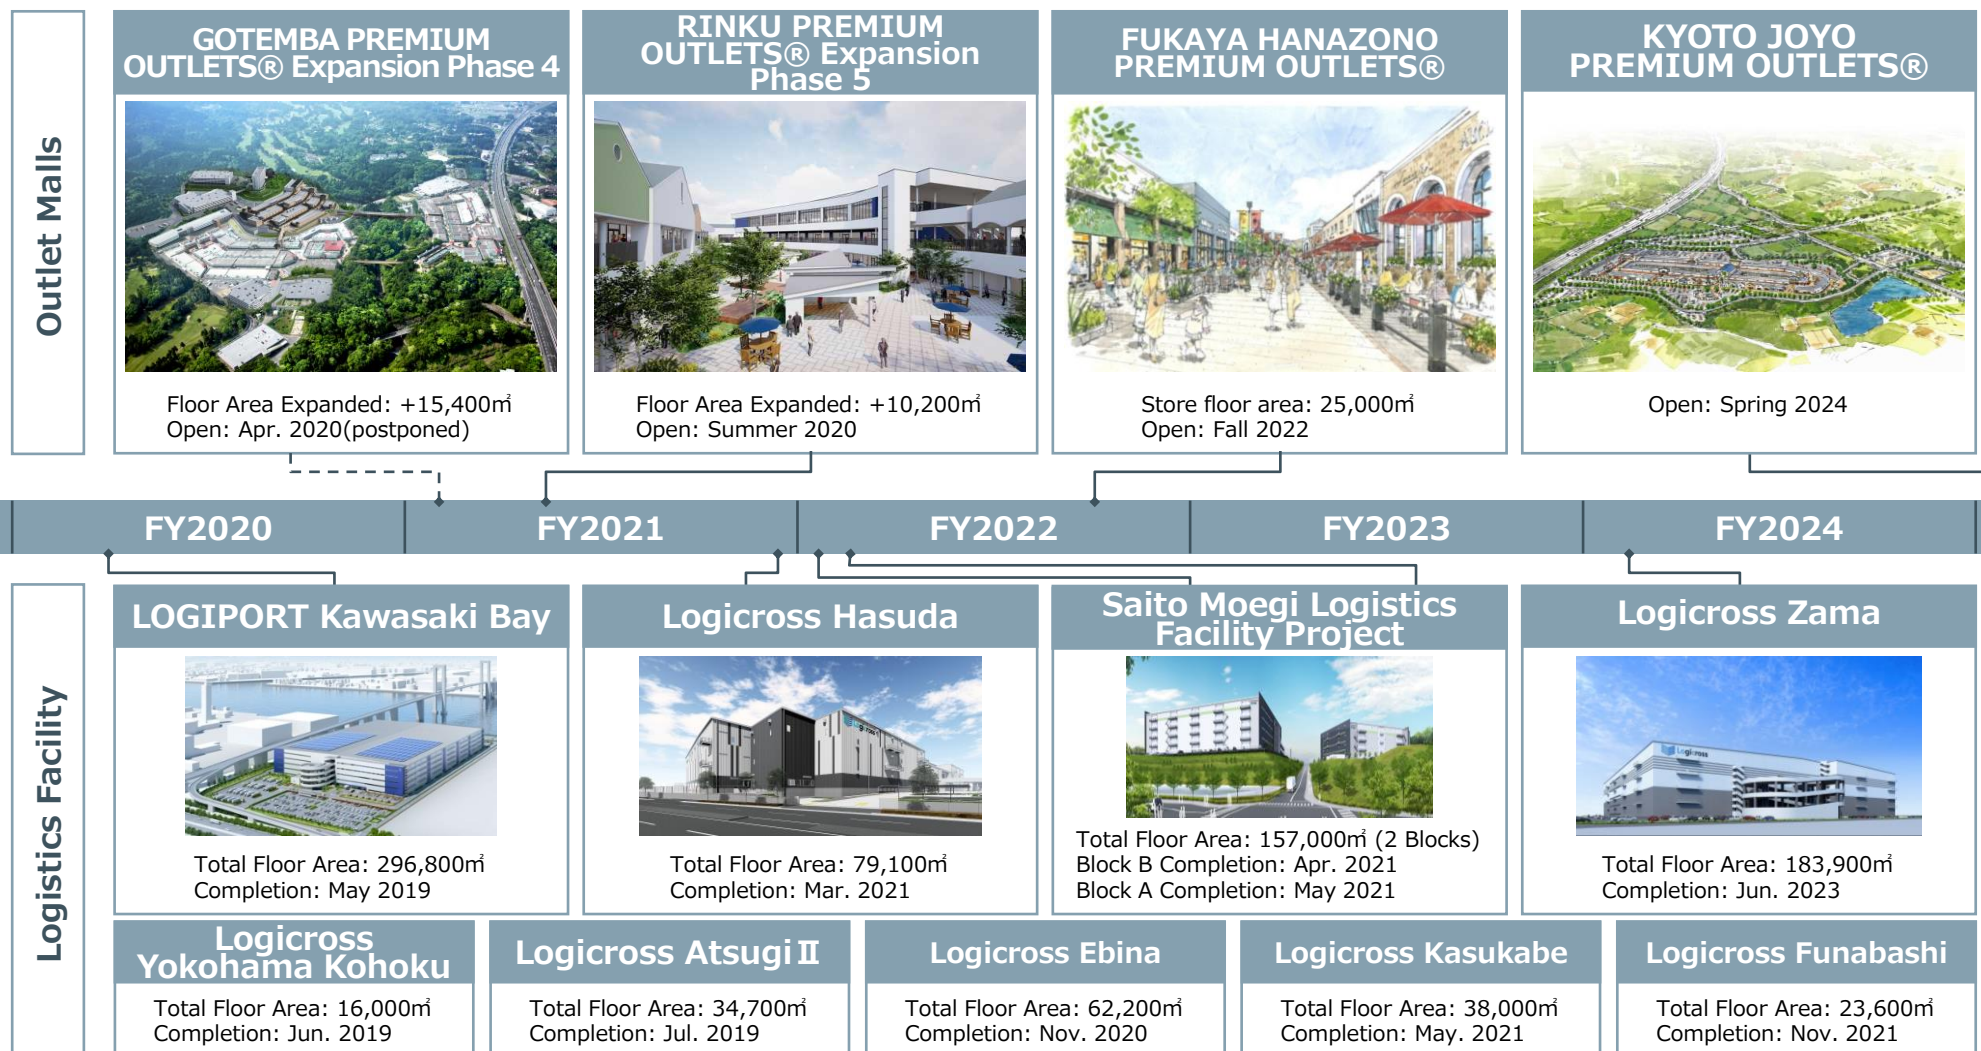 Outlet Malls
GOTEMBA PREMIUM
OUTLETS® Expansion Phase 4
Floor Area Expanded: +15,400㎡
Open: Apr. 2020(postponed)
RINKU PREMIUM
OUTLETS® Expansion
Phase 5
Floor Area Expanded: +10,200㎡
Open: Summer 2020
FUKAYA HANAZONO
PREMIUM OUTLETS®
Store floor area: 25,000㎡
Open: Fall 2022
KYOTO JOYO
PREMIUM OUTLETS®
Open: Spring 2024
FY2020
FY2021
FY2022
FY2023
FY2024
Logistics Facility
LOGIPORT Kawasaki Bay
Total Floor Area: 296,800㎡
Completion: May 2019
Logicross Hasuda
Logicross
Total Floor Area: 79,100㎡
Completion: Mar. 2021
Saito Moegi Logistics
Facility Project
Total Floor Area: 157,000㎡ (2 Blocks)
Block B Completion: Apr. 2021
Block A Completion: May 2021
Logicross Zama
Logicross
Total Floor Area: 183,900㎡
Completion: Jun. 2023
Logicross
Yokohama Kohoku
Total Floor Area: 16,000㎡
Completion: Jun. 2019
Logicross AtsugiⅡ
Total Floor Area: 34,700㎡
Completion: Jul. 2019
Logicross Ebina
Total Floor Area: 62,200㎡
Completion: Nov. 2020
Logicross Kasukabe
Total Floor Area: 38,000㎡
Completion: May. 2021
Logicross Funabashi
Total Floor Area: 23,600㎡
Completion: Nov. 2021